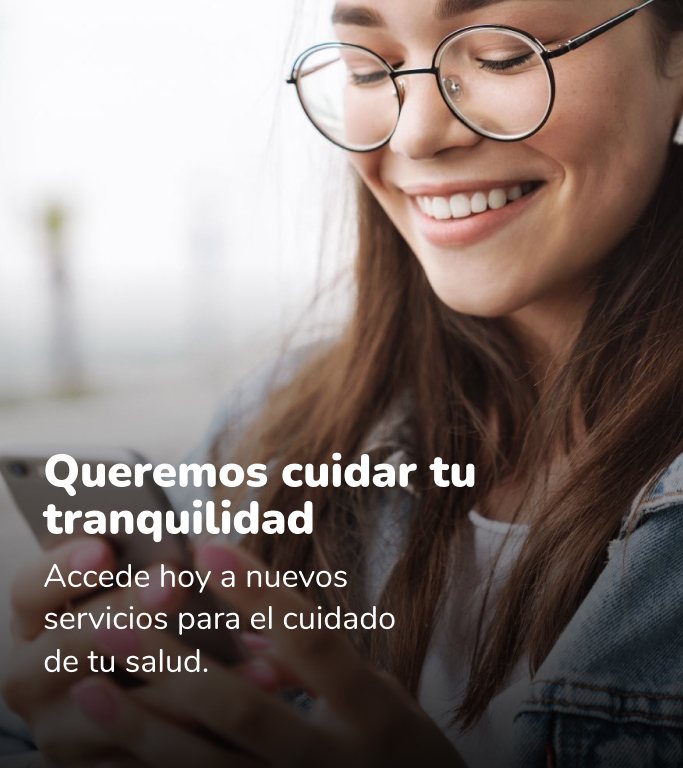 Queremos cuidar tu
tranquilidad
Accede hoy a nuevos
servicios para el cuidado
de tu salud.